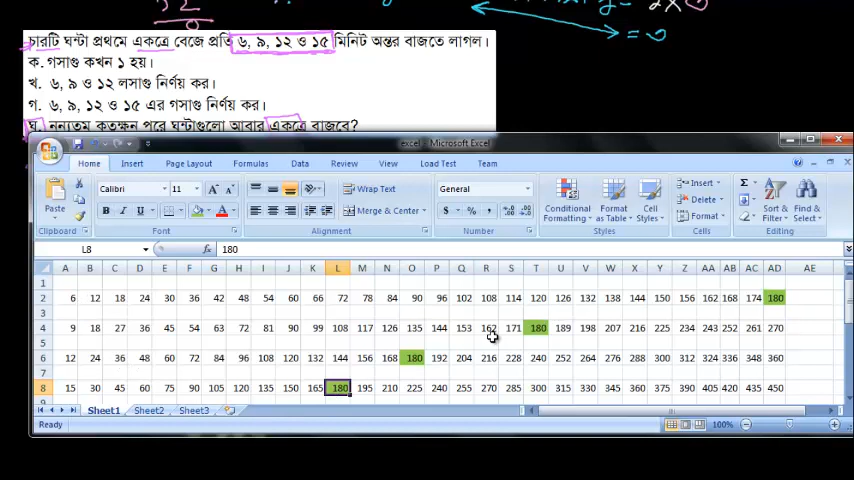 চারটি ঘন্টা প্রথমে একত্রে বেজে প্রতি ৬, ৯, ১২ ও ১৫ মিনিট অন্তর বাজতে লাগল।
= ৩
ক. গসাগু কখন ১ হয়।
খ. ৬, ৯ ও ১২ লসাগু নির্ণয় কর।
গ. ৬, ৯, ১২ ও ১৫ এর গসাগু নির্ণয় কর।
ঘ. নূন্যতম কতক্ষন পরে ঘন্টাগুলো আবার একত্রে বাজবে?
excel - Microsoft Excel
Home Insert Page Layout Formulas Data Review View Load Test Team
Calibri 11 Wrap Text General Insert
Paste Merge & Center Conditional Formatting Format as Table Cell Styles Delete Format Sort & Filter Find & Select
Clipboard Font Alignment Number Styles Cells Editing
L8 fx 180
A B C D E F G H I J K L M N O P Q R S T U V W X Y Z AA AB AC AD AE
1
2 6 12 18 24 30 36 42 48 54 60 66 72 78 84 90 96 102 108 114 120 126 132 138 144 150 156 162 168 174 180
3
4 9 18 27 36 45 54 63 72 81 90 99 108 117 126 135 144 153 162 171 180 189 198 207 216 225 234 243 252 261 270
5
6 12 24 36 48 60 72 84 96 108 120 132 144 156 168 180 192 204 216 228 240 252 264 276 288 300 312 324 336 348 360
7
8 15 30 45 60 75 90 105 120 135 150 165 180 195 210 225 240 255 270 285 300 315 330 345 360 375 390 405 420 435 450
Sheet1 Sheet2 Sheet3
Ready 100%